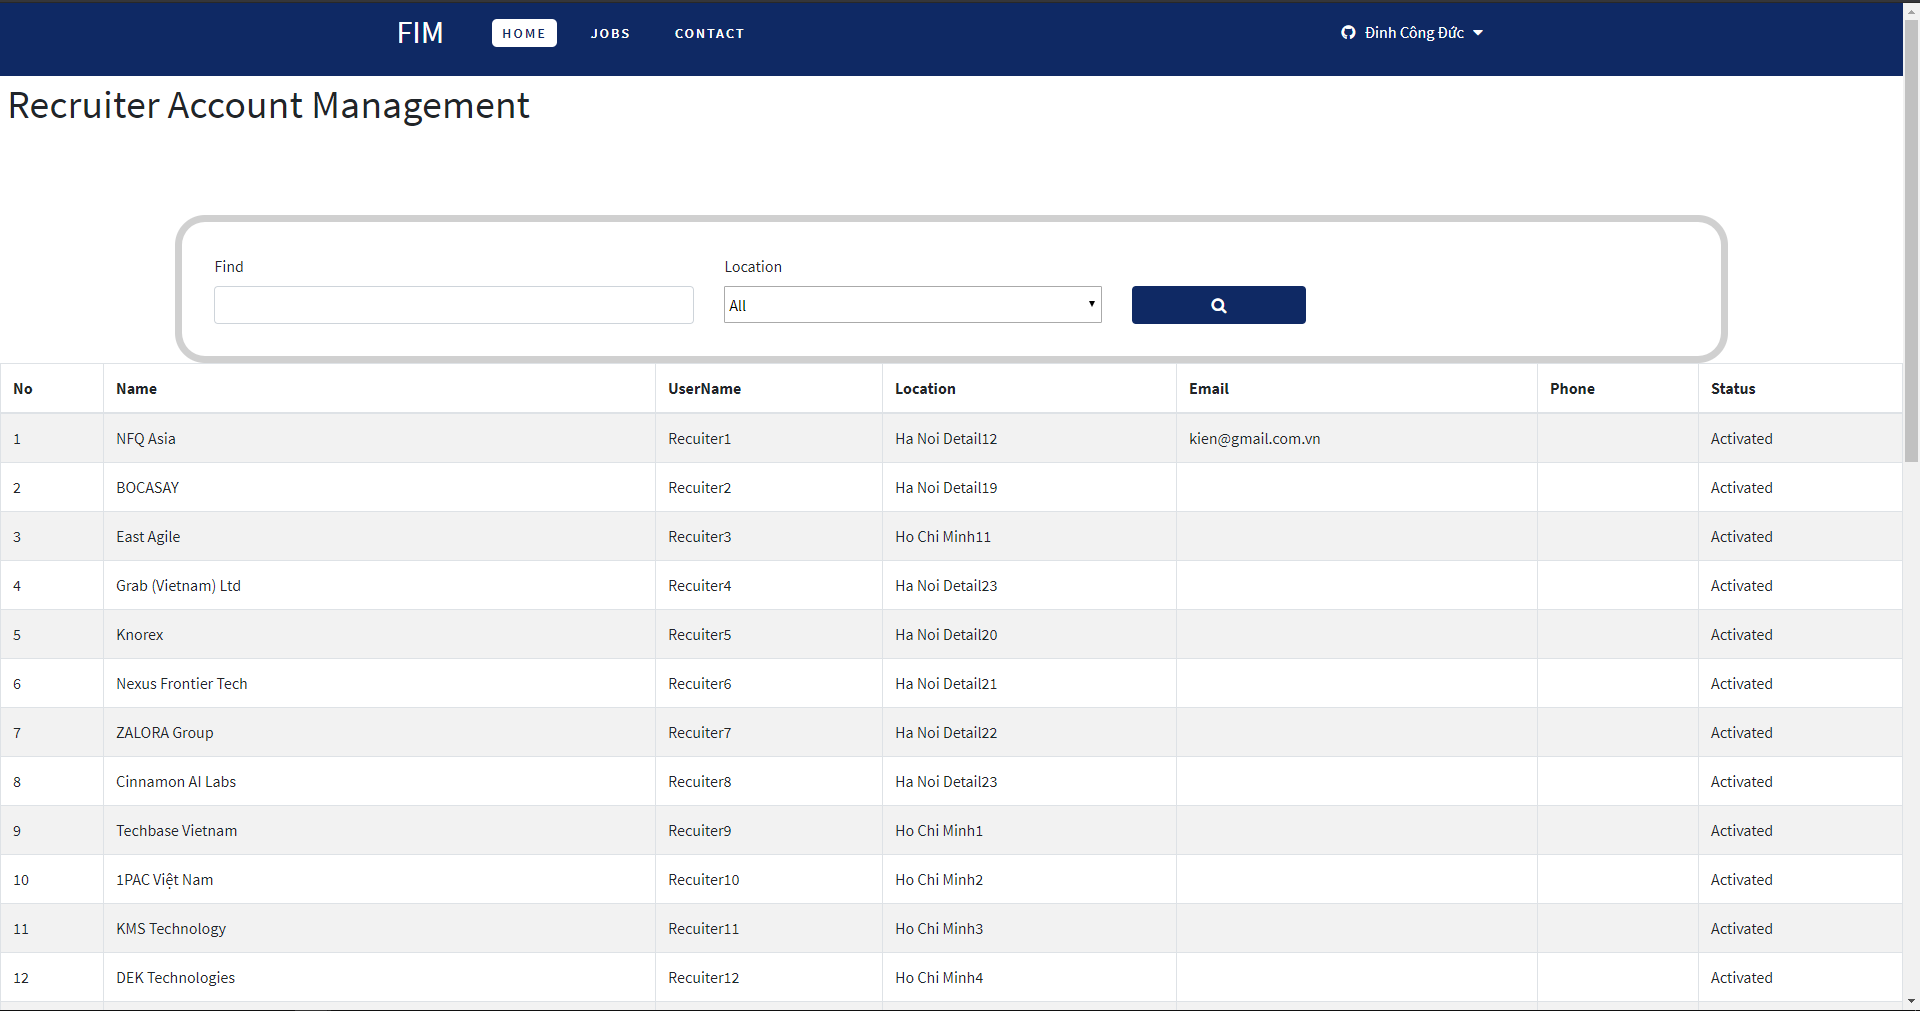 FIM HOME JOBS CONTACT Đinh Công Đức
Recruiter Account Management
Find Location
All
No Name UserName Location Email Phone Status
1 NFQ Asia Recuiter1 Ha Noi Detail12 kien@gmail.com.vn Activated
2 BOCASAY Recuiter2 Ha Noi Detail19 Activated
3 East Agile Recuiter3 Ho Chi Minh11 Activated
4 Grab (Vietnam) Ltd Recuiter4 Ha Noi Detail23 Activated
5 Knorex Recuiter5 Ha Noi Detail20 Activated
6 Nexus Frontier Tech Recuiter6 Ha Noi Detail21 Activated
7 ZALORA Group Recuiter7 Ha Noi Detail22 Activated
8 Cinnamon AI Labs Recuiter8 Ha Noi Detail23 Activated
9 Techbase Vietnam Recuiter9 Ho Chi Minh1 Activated
10 1PAC Việt Nam Recuiter10 Ho Chi Minh2 Activated
11 KMS Technology Recuiter11 Ho Chi Minh3 Activated
12 DEK Technologies Recuiter12 Ho Chi Minh4 Activated